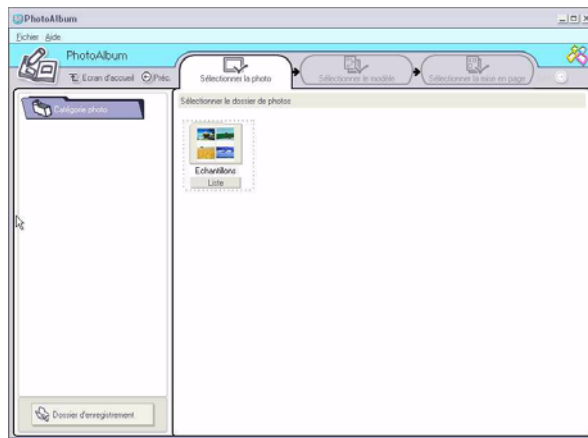 PhotoAlbum
Fichier Aide
PhotoAlbum
Ecran d'accueil Préc.
Sélectionner la photo
Sélectionner le modèle
Sélectionner la mise en page
Catégorie photo
Sélectionner le dossier de photos
Echantillons
Liste
Dossier d'enregistrement